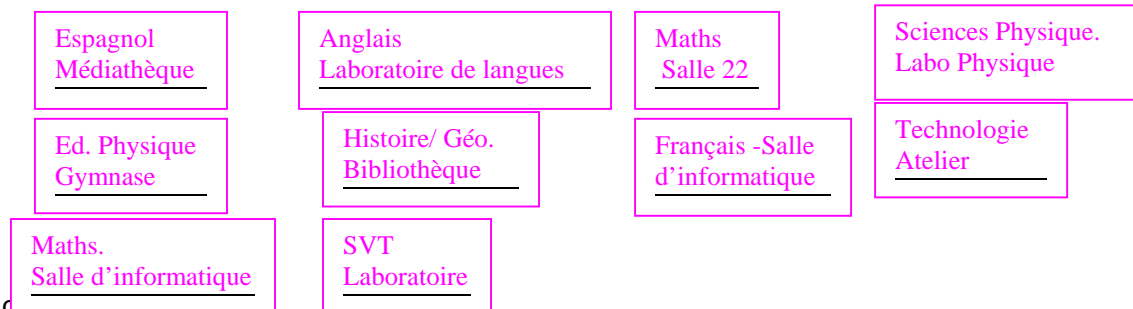 Espagnol
Médiathèque
Anglais
Laboratoire de langues
Maths
Salle 22
Sciences Physique.
Labo Physique
Ed. Physique
Gymnase
Histoire/ Géo.
Bibliothèque
Français -Salle
d’informatique
Technologie
Atelier
Maths.
Salle d’informatique
SVT
Laboratoire